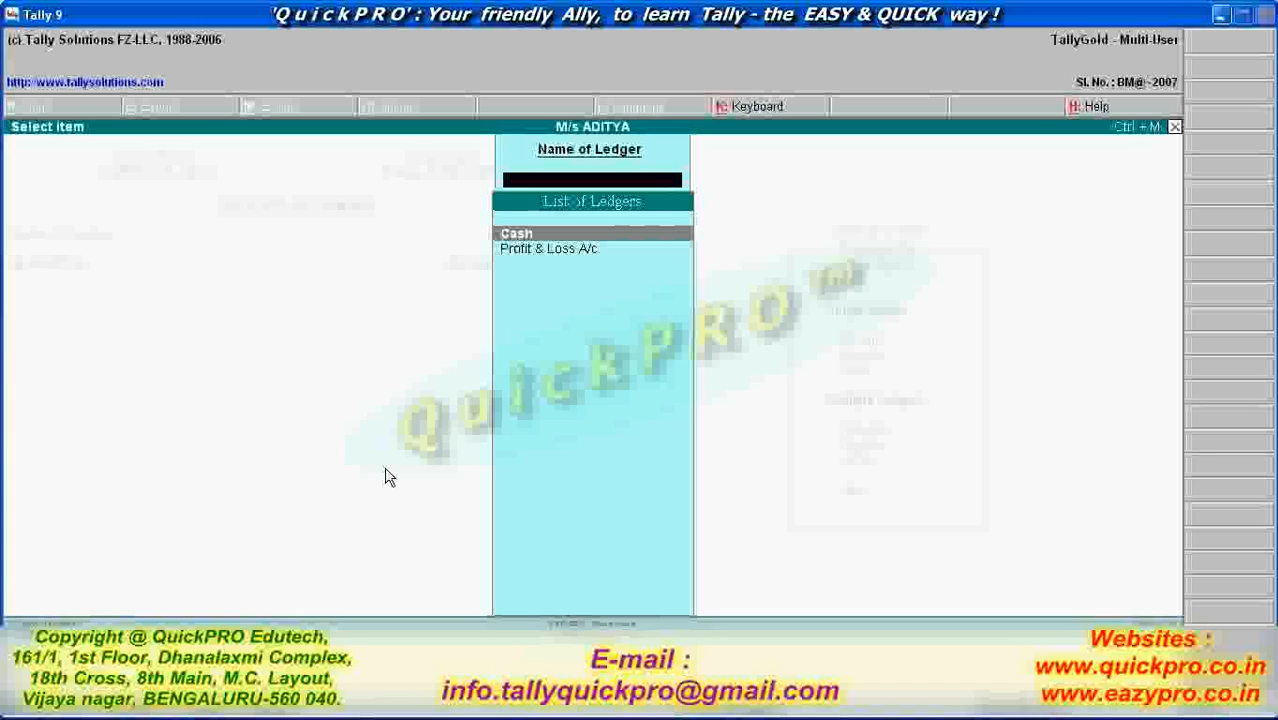 Tally 9
'Q u i c k P R O' : Your friendly Ally, to learn Tally - the EASY & QUICK way !
(c) Tally Solutions FZ-LLC, 1988-2006
TallyGold - Multi-User
http://www.tallysolutions.com
Sl. No. : BM@-2007
K: Keyboard
H: Help
Select Item
M/s ADITYA
Ctrl + M
Name of Ledger
List of Ledgers
Cash
Profit & Loss A/c
QuickPRO
Copyright @ QuickPRO Edutech,
161/1, 1st Floor, Dhanalaxmi Complex,
18th Cross, 8th Main, M.C. Layout,
Vijaya nagar, BENGALURU-560 040.
E-mail :
info.tallyquickpro@gmail.com
Websites :
www.quickpro.co.in
www.eazypro.co.in